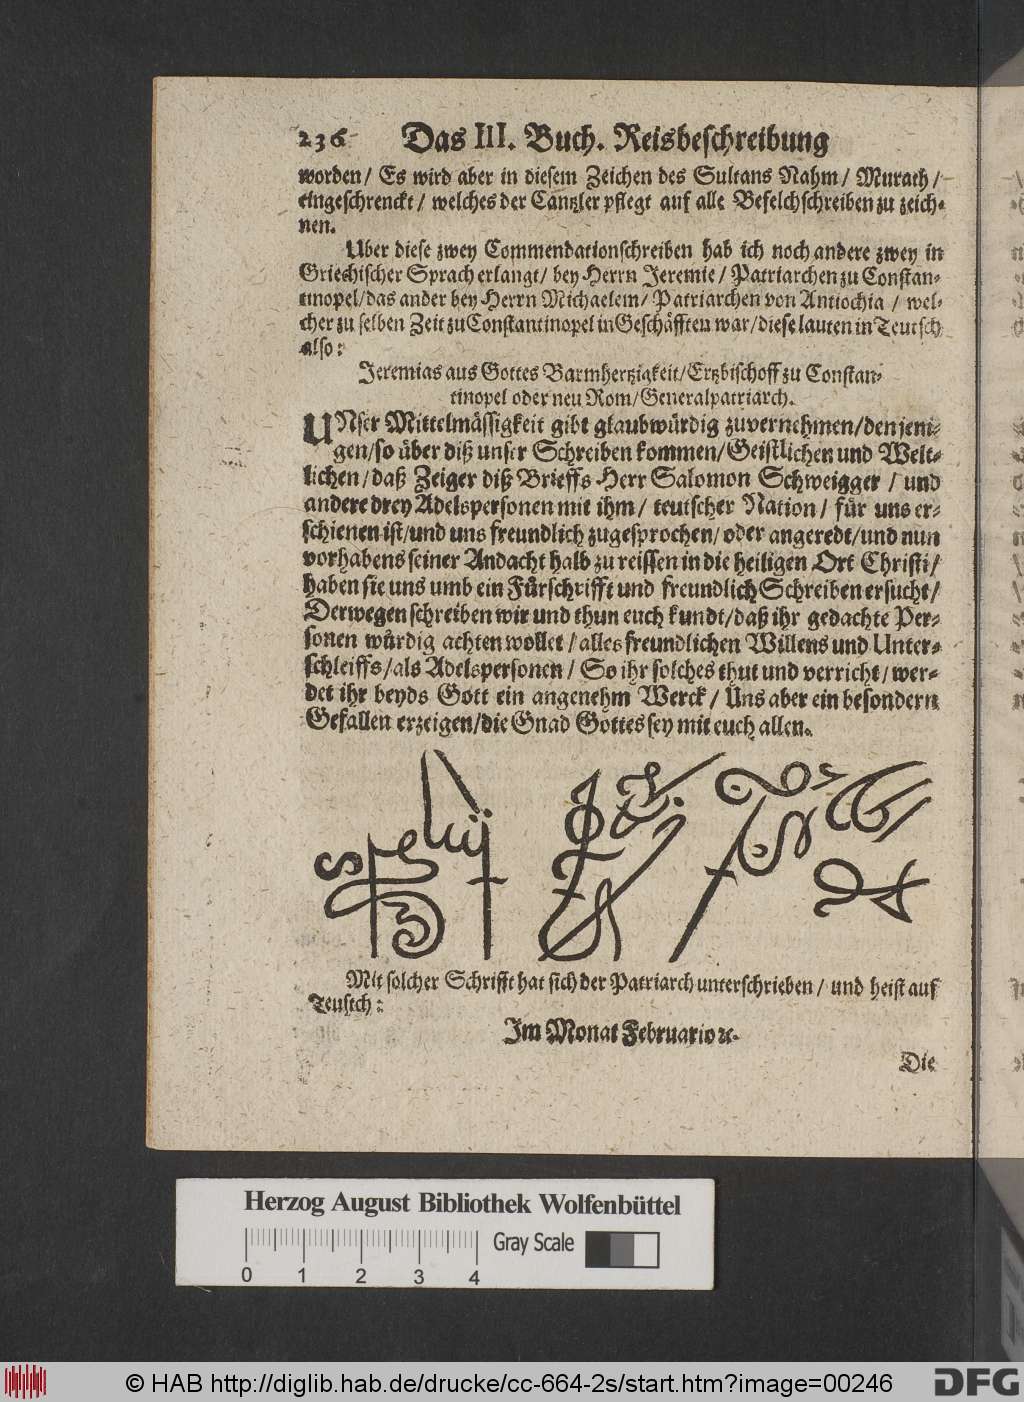 236 Das III. Buch. Reisbeschreibung
worden / Es wird aber in diesem Zeichen des Sultans Nahm / Murath /
eingeschrenckt / welches der Cantzler pflegt auf alle Befelchschreiben zu zeich-
nen.
Uber diese zwey Commendationschreiben hab ich noch andere zwey in
Griechischer Sprach erlangt / bey Herrn Jeremie / Patriarchen zu Constan-
tinopel / das ander bey Herrn Michaelem / Patriarchen von Antiochia / wel-
cher zu selben Zeit zu Constantinopel in Geschäfften war / diese lauten in Teutsch
also:
Jeremias aus Gottes Barmhertzigkeit / Ertzbischoff zu Constan-
tinopel oder neu Rom / Generalpatriarch.
UNser Mittelmässigkeit gibt glaubwürdig zuvernehmen / den jeni-
gen / so über diß unser Schreiben kommen / Geistlichen und Welt-
lichen / daß Zeiger diß Brieffs Herr Salomon Schweigger / und
andere drey Adelspersonen mit ihm / teutscher Nation / für uns er-
schienen ist / und uns freundlich zugesprochen / oder angeredt / und nun
vorhabens seiner Andacht halb zu reissen in die heiligen Ort Christi /
haben sie uns umb ein Fürschrifft und freundlich Schreiben ersucht /
Derwegen schreiben wir und thun euch kundt / daß ihr gedachte Per-
sonen würdig achten wollet / alles freundlichen Willens und Unter-
schleiffs / als Adelspersonen / So ihr solches thut und verricht / wer-
det ihr beyds Gott ein angenehm Werck / Uns aber ein besondern
Gefallen erzeigen / die Gnad Gottes sey mit euch allen.
Mit solcher Schrifft hat sich der Patriarch unterschrieben / und heist auf
Teutsch:
Im Monat Februario ꝛc.
Die
Herzog August Bibliothek Wolfenbüttel
Gray Scale
0 1 2 3 4
© HAB http://diglib.hab.de/drucke/cc-664-2s/start.htm?image=00246
DFG